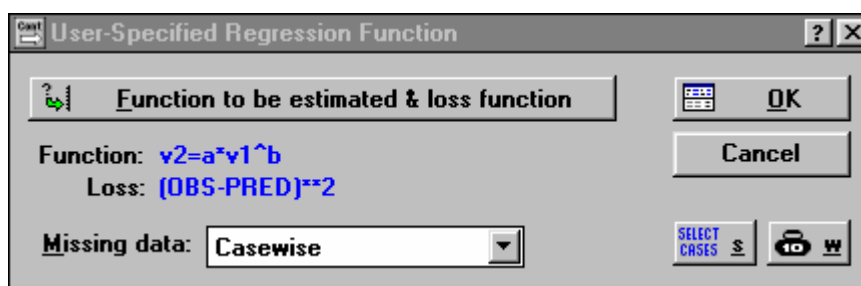 Cont
User-Specified Regression Function
?
Function to be estimated & loss function
OK
Function: v2=a*v1^b
Cancel
Loss: (OBS-PRED)**2
Missing data: Casewise
SELECT CASES S
w